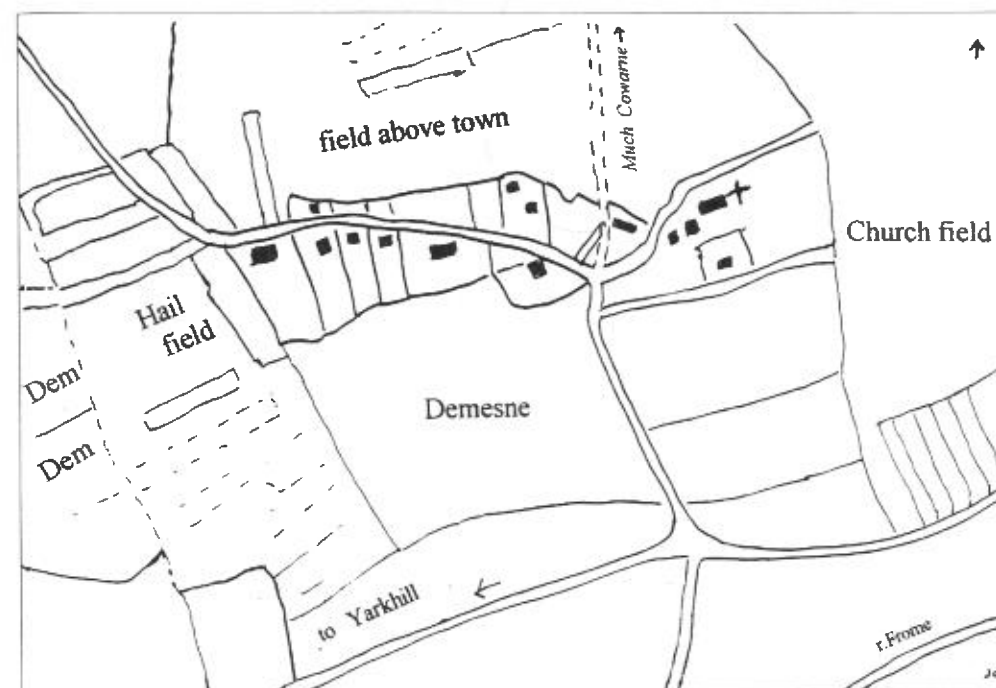 Much Cowarne
field above town
Church field
Hail
field
Dem
Dem
Demesne
to Yarkhill
r.Frome